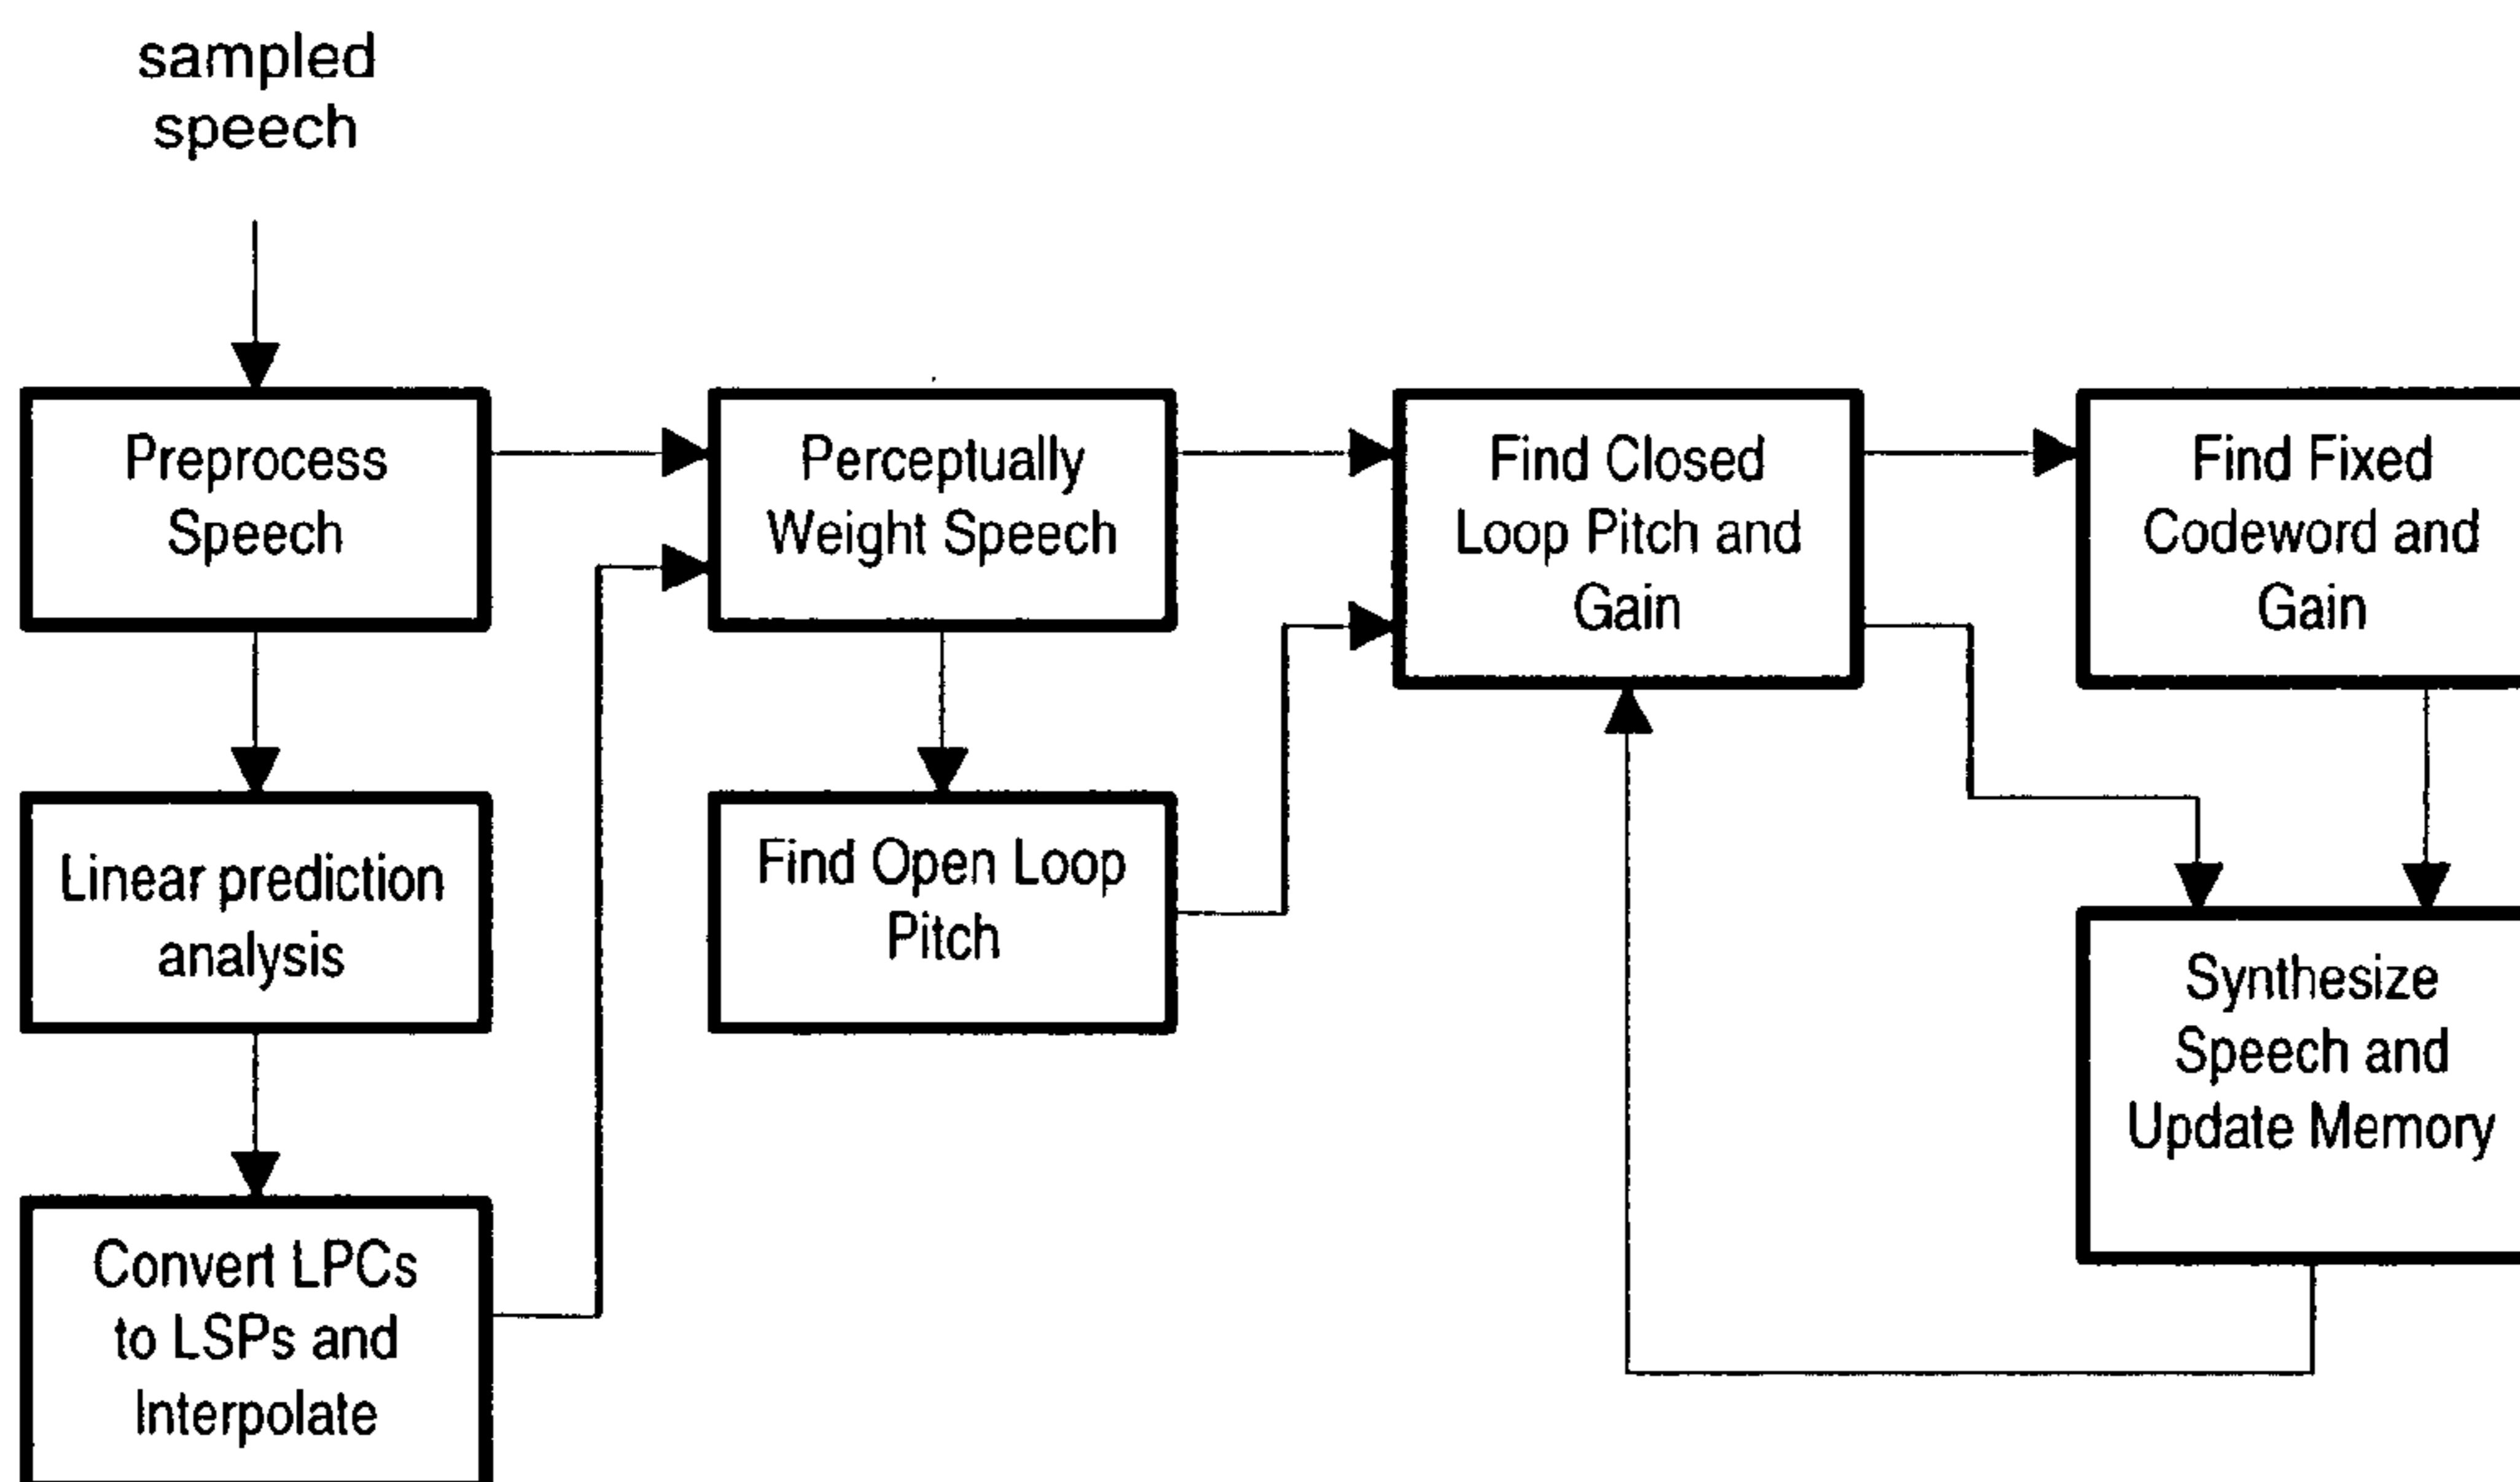 sampled
speech
Preprocess
Speech
Perceptually
Weight Speech
Find Closed
Loop Pitch and
Gain
Find Fixed
Codeword and
Gain
Linear prediction
analysis
Find Open Loop
Pitch
Synthesize
Speech and
Update Memory
Convert LPCs
to LSPs and
Interpolate